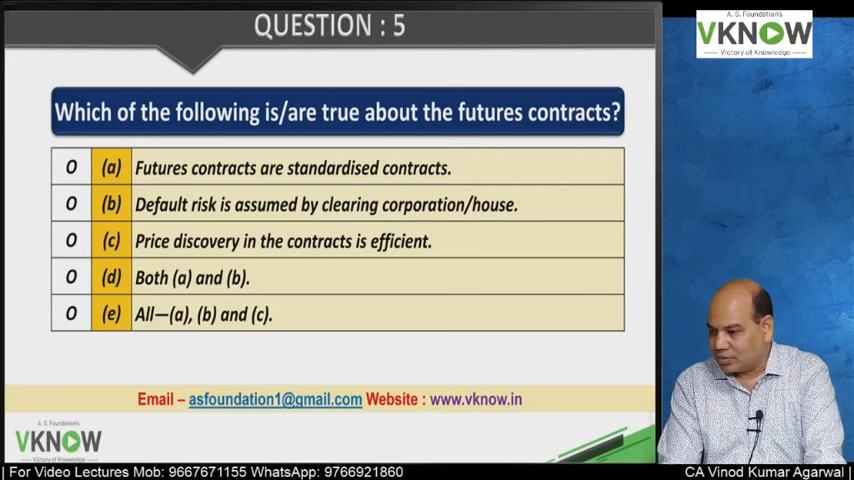 QUESTION : 5
A. S. Foundation's
VKNOW
Victory of Knowledge
Which of the following is/are true about the futures contracts?
O (a) Futures contracts are standardised contracts.
O (b) Default risk is assumed by clearing corporation/house.
O (c) Price discovery in the contracts is efficient.
O (d) Both (a) and (b).
O (e) All—(a), (b) and (c).
Email – asfoundation1@gmail.com Website : www.vknow.in
A. S. Foundation's
VKNOW
Victory of Knowledge
| For Video Lectures Mob: 9667671155 WhatsApp: 9766921860
CA Vinod Kumar Agarwal |